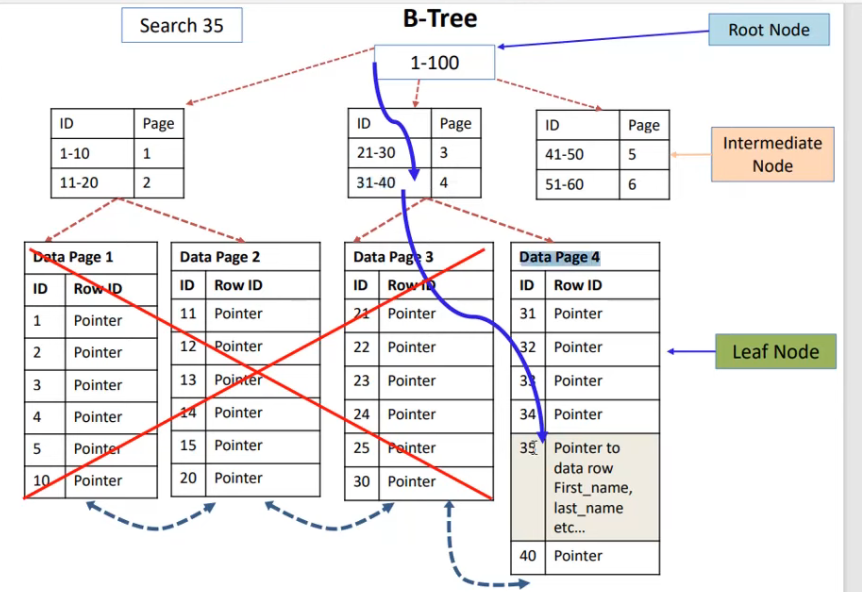 Search 35
B-Tree
Root Node
1-100
ID Page
1-10 1
11-20 2
ID Page
21-30 3
31-40 4
ID Page
41-50 5
51-60 6
Intermediate
Node
Data Page 1
ID Row ID
1 Pointer
2 Pointer
3 Pointer
4 Pointer
5 Pointer
10 Pointer
Data Page 2
ID Row ID
11 Pointer
12 Pointer
13 Pointer
14 Pointer
15 Pointer
20 Pointer
Data Page 3
ID Row ID
21 Pointer
22 Pointer
23 Pointer
24 Pointer
25 Pointer
30 Pointer
Data Page 4
ID Row ID
31 Pointer
32 Pointer
33 Pointer
34 Pointer
35 Pointer to
data row
First_name,
last_name
etc...
40 Pointer
Leaf Node